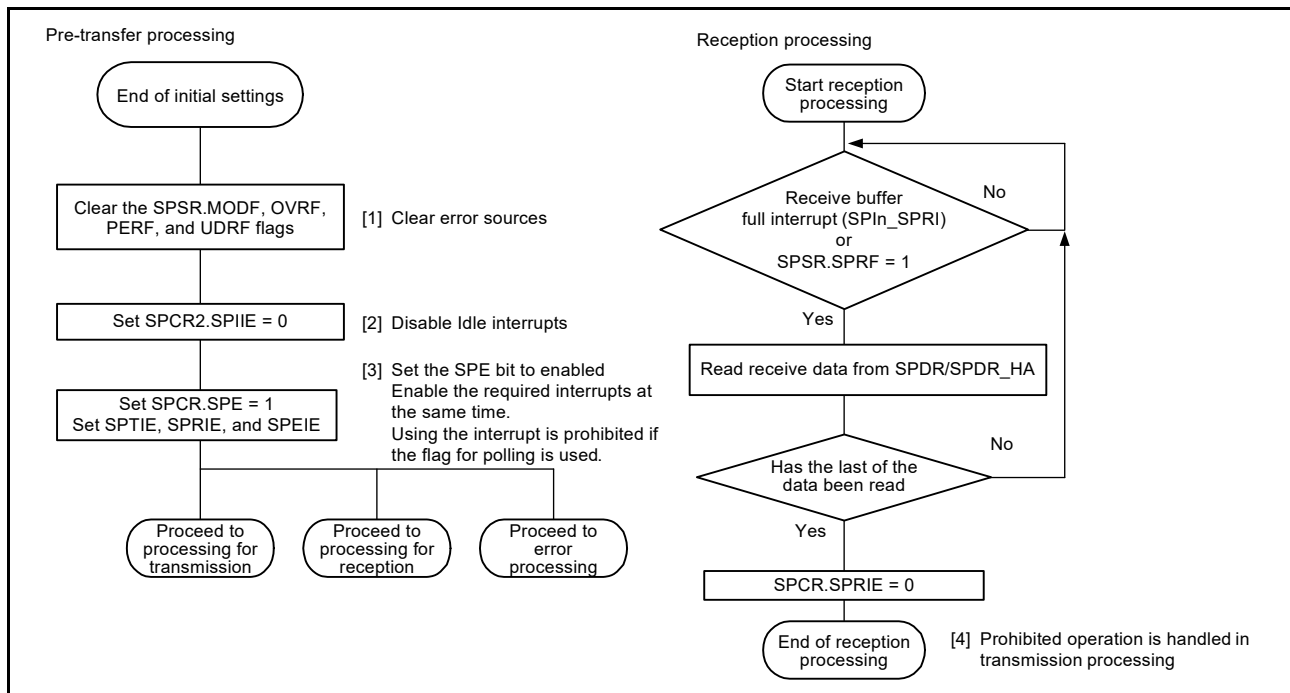 Pre-transfer processing
End of initial settings
Clear the SPSR.MODF, OVRF,
PERF, and UDRF flags
[1] Clear error sources
Set SPCR2.SPIIE = 0
[2] Disable Idle interrupts
Set SPCR.SPE = 1
Set SPTIE, SPRIE, and SPEIE
[3] Set the SPE bit to enabled
Enable the required interrupts at
the same time.
Using the interrupt is prohibited if
the flag for polling is used.
Proceed to
processing for
transmission
Proceed to
processing for
reception
Proceed to
error
processing
Reception processing
Start reception
processing
Receive buffer
full interrupt (SPIn_SPRI)
or
SPSR.SPRF = 1
No
Yes
Read receive data from SPDR/SPDR_HA
Has the last of the
data been read
No
Yes
SPCR.SPRIE = 0
End of reception
processing
[4] Prohibited operation is handled in
transmission processing